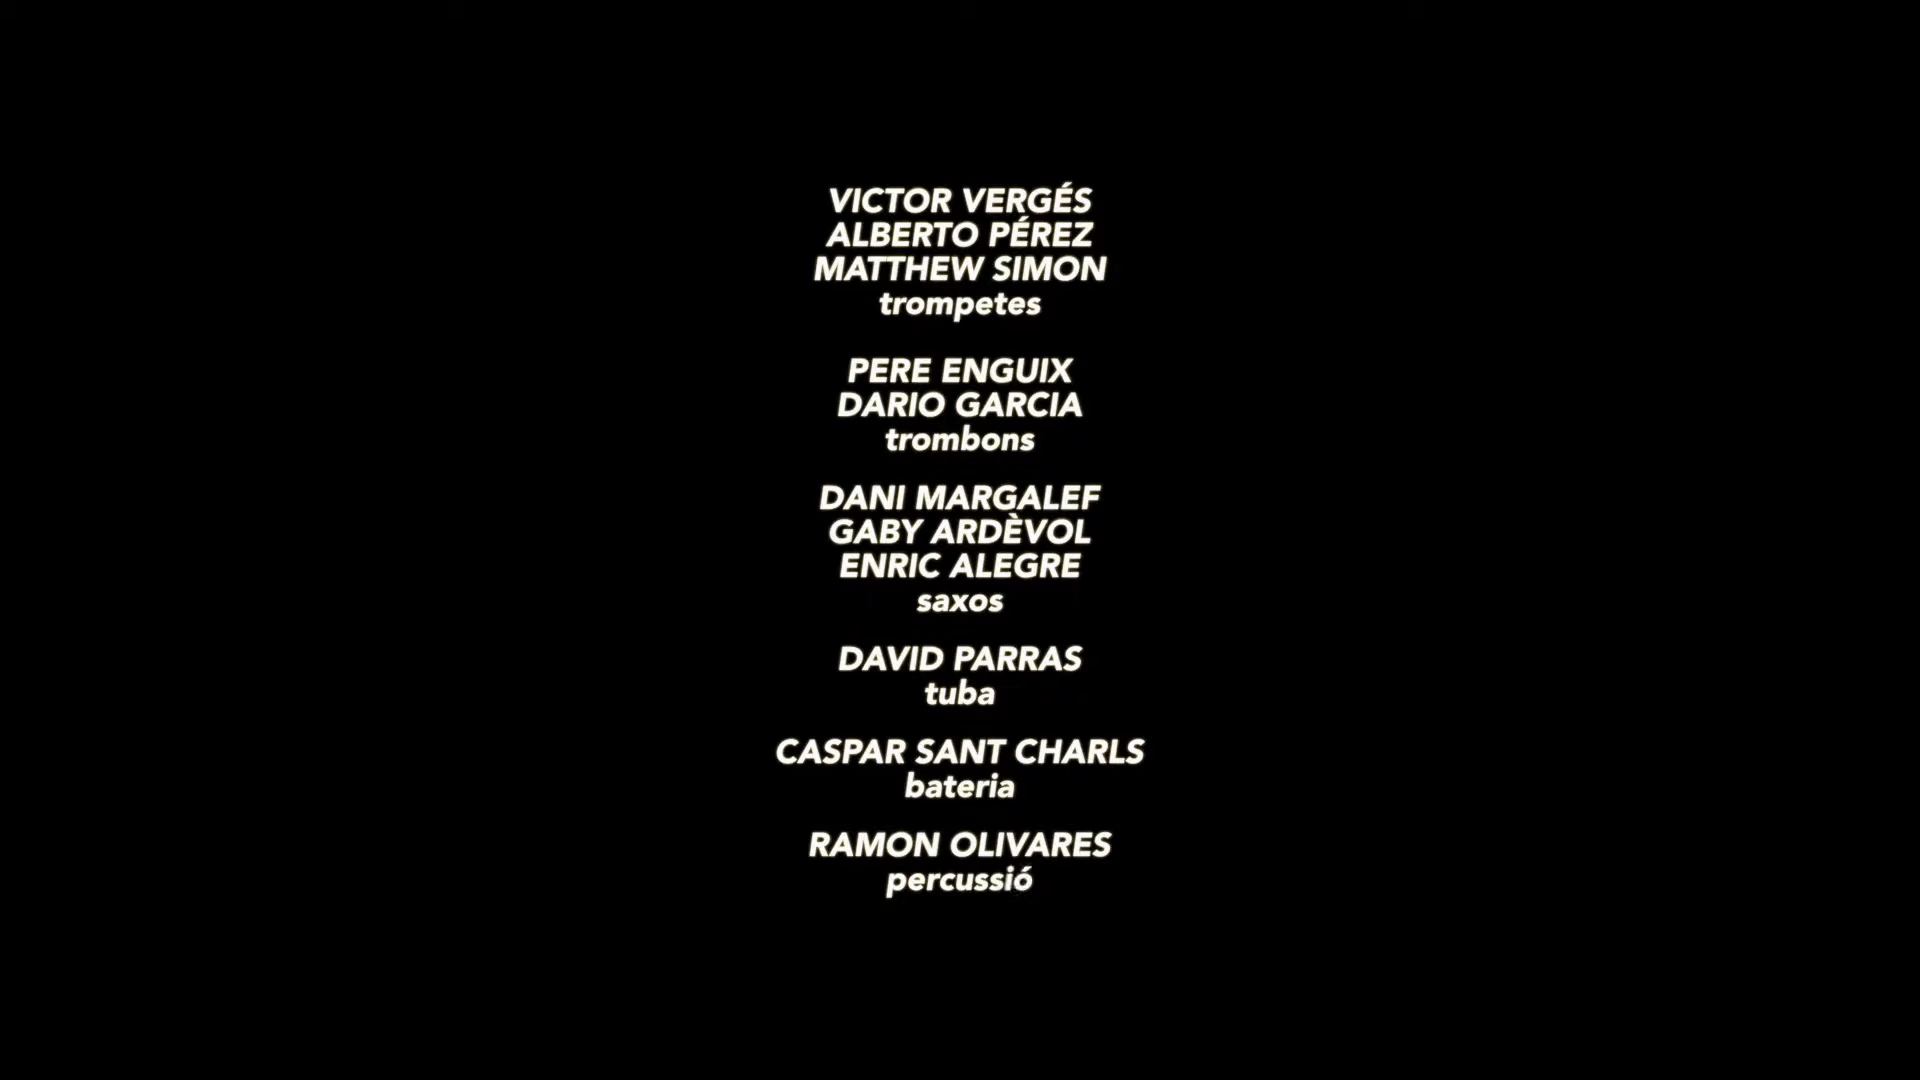 VICTOR VERGÉS
ALBERTO PÉREZ
MATTHEW SIMON
trompetes
PERE ENGUIX
DARIO GARCIA
trombons
DANI MARGALEF
GABY ARDÈVOL
ENRIC ALEGRE
saxos
DAVID PARRAS
tuba
CASPAR SANT CHARLS
bateria
RAMON OLIVARES
percussió